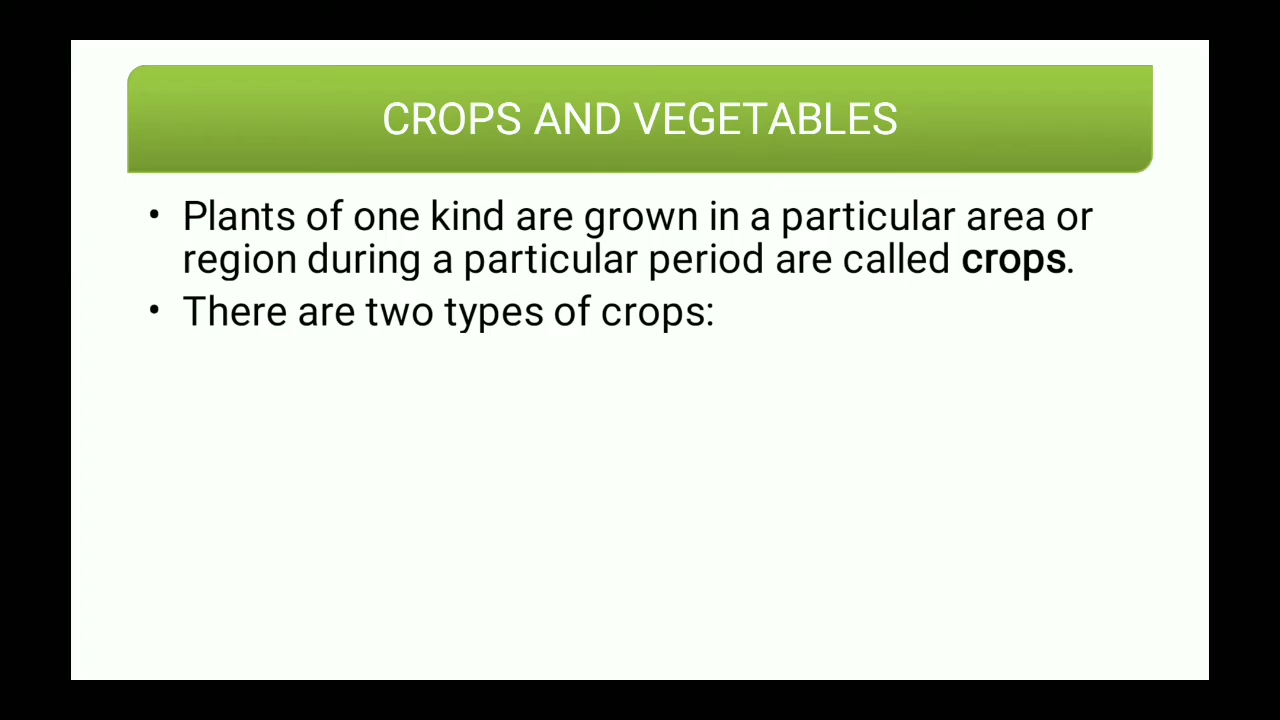 CROPS AND VEGETABLES
• Plants of one kind are grown in a particular area or
region during a particular period are called crops.
• There are two types of crops: